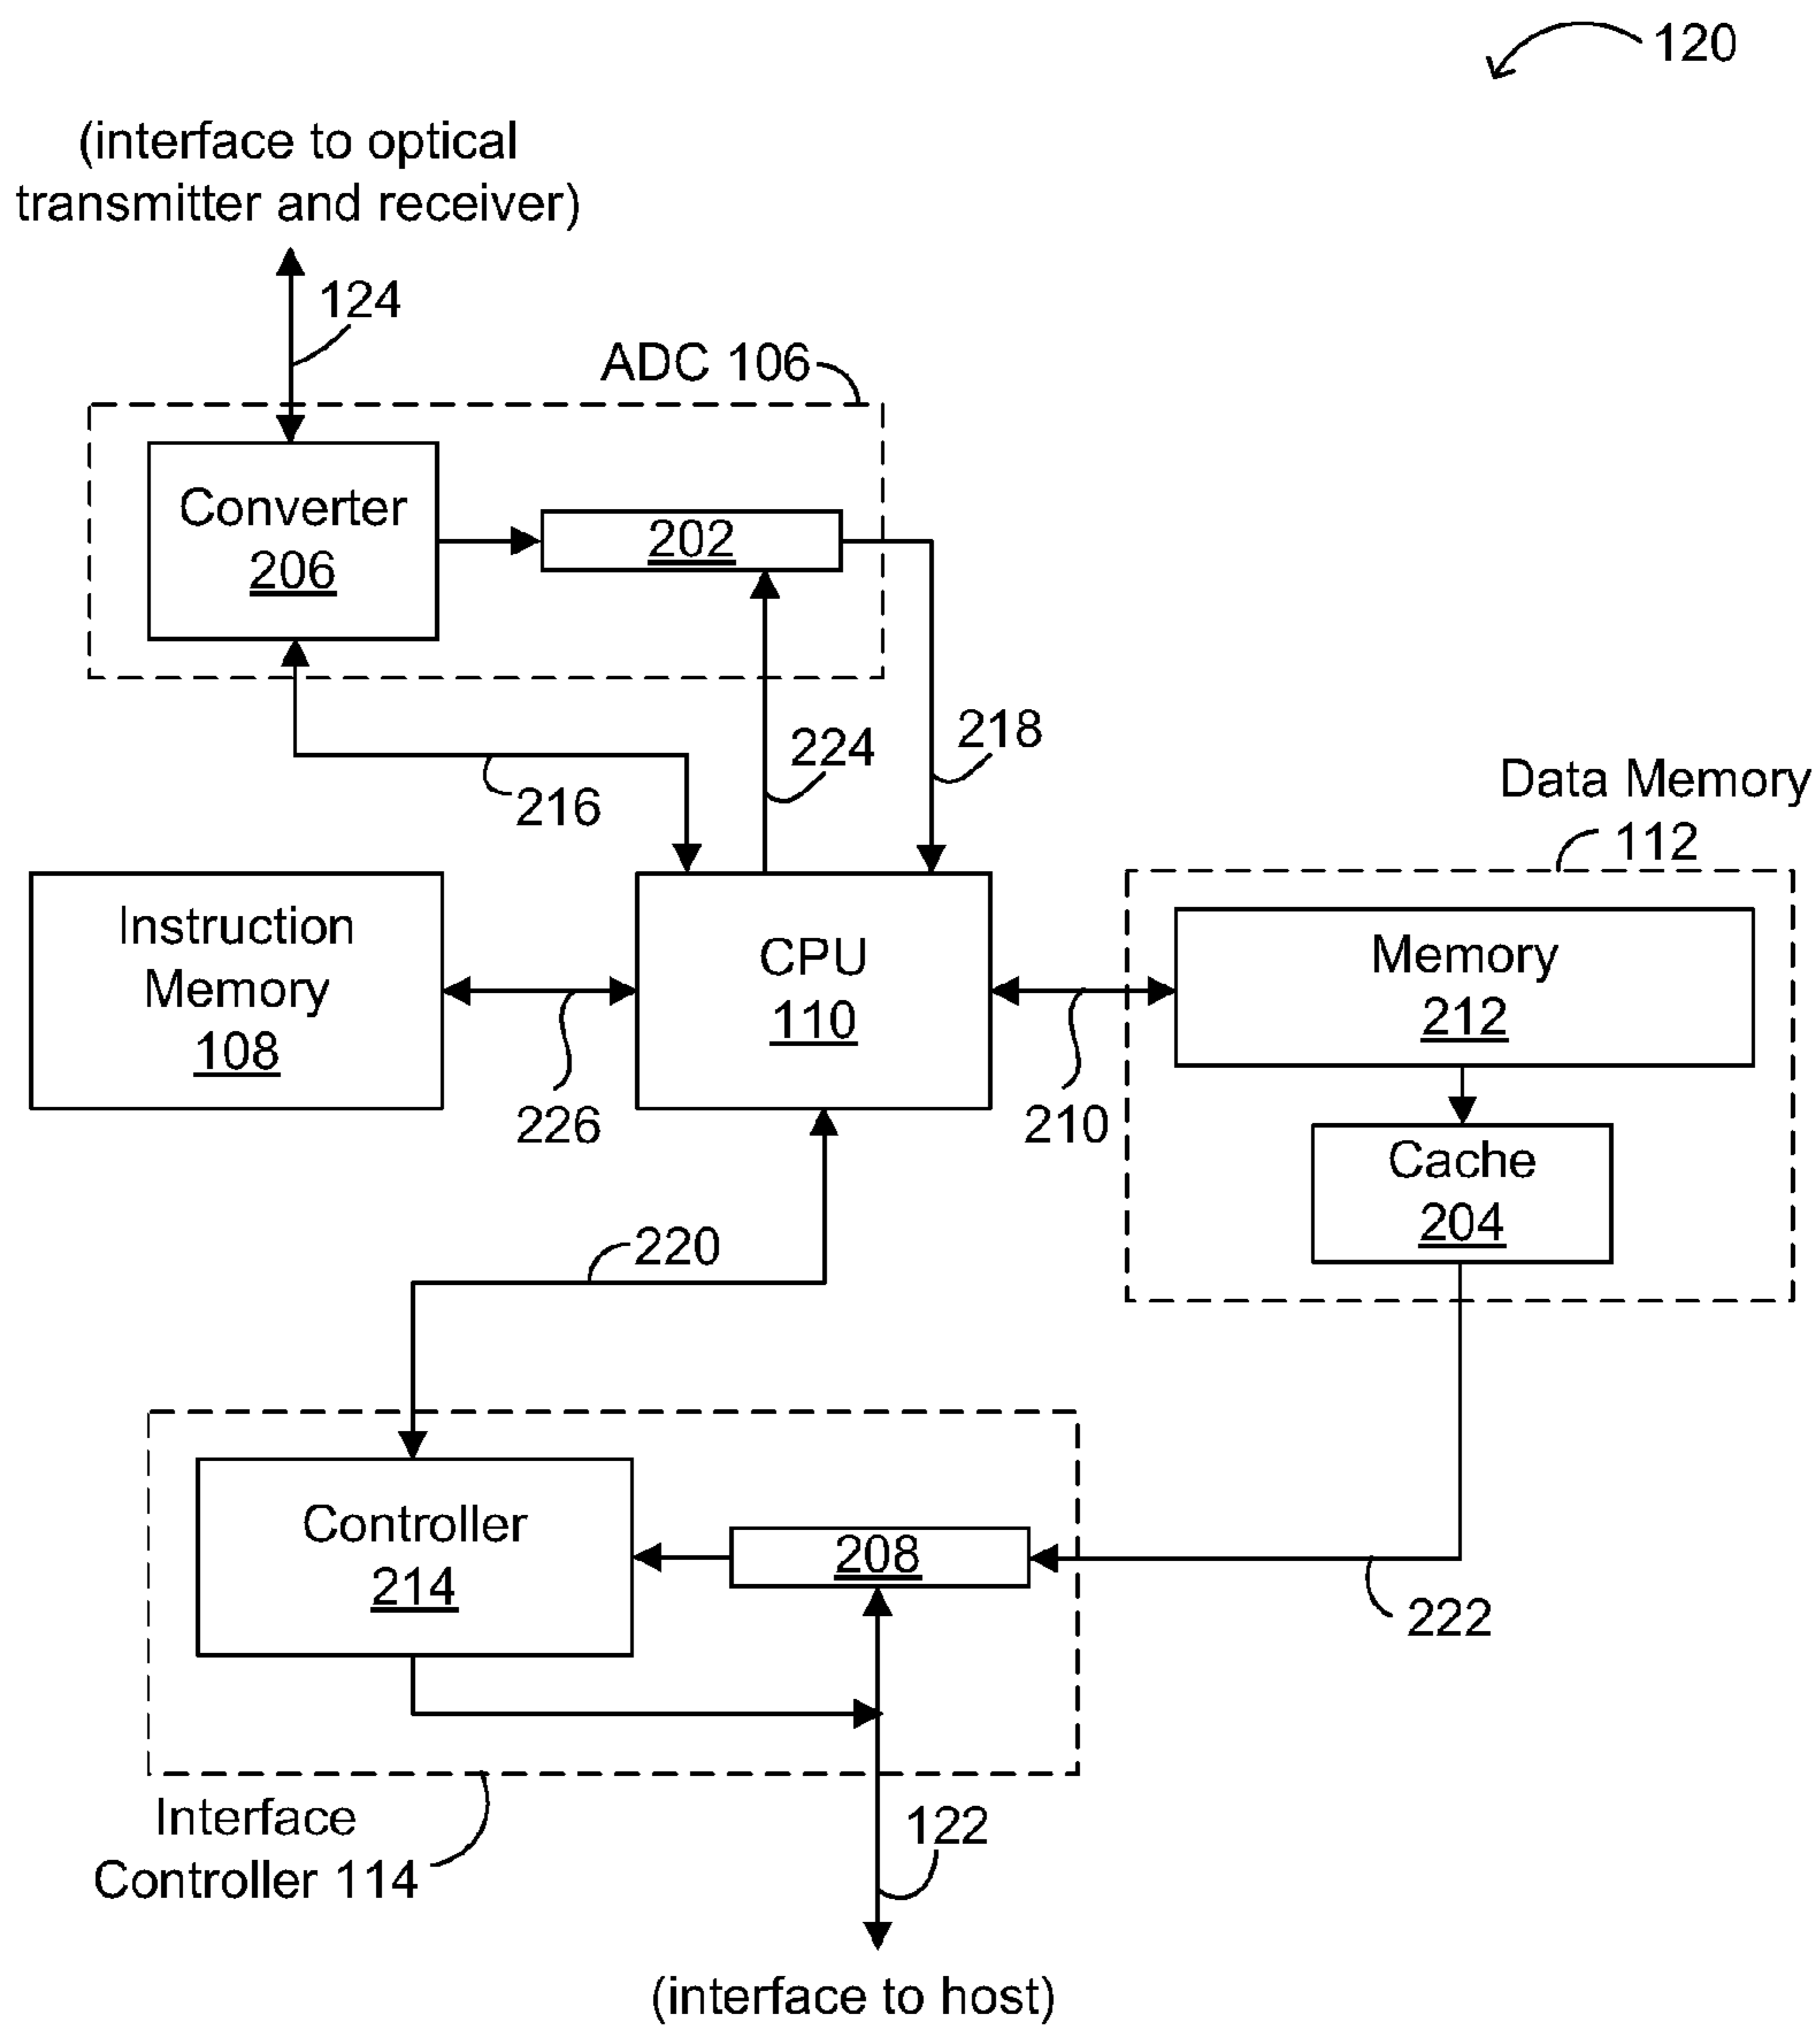 120
(interface to optical
transmitter and receiver)
124
ADC 106
Converter
206
202
218
224
216
Data Memory
112
Instruction
Memory
108
CPU
110
Memory
212
226
210
Cache
204
220
Controller
214
208
222
Interface
Controller 114
122
(interface to host)